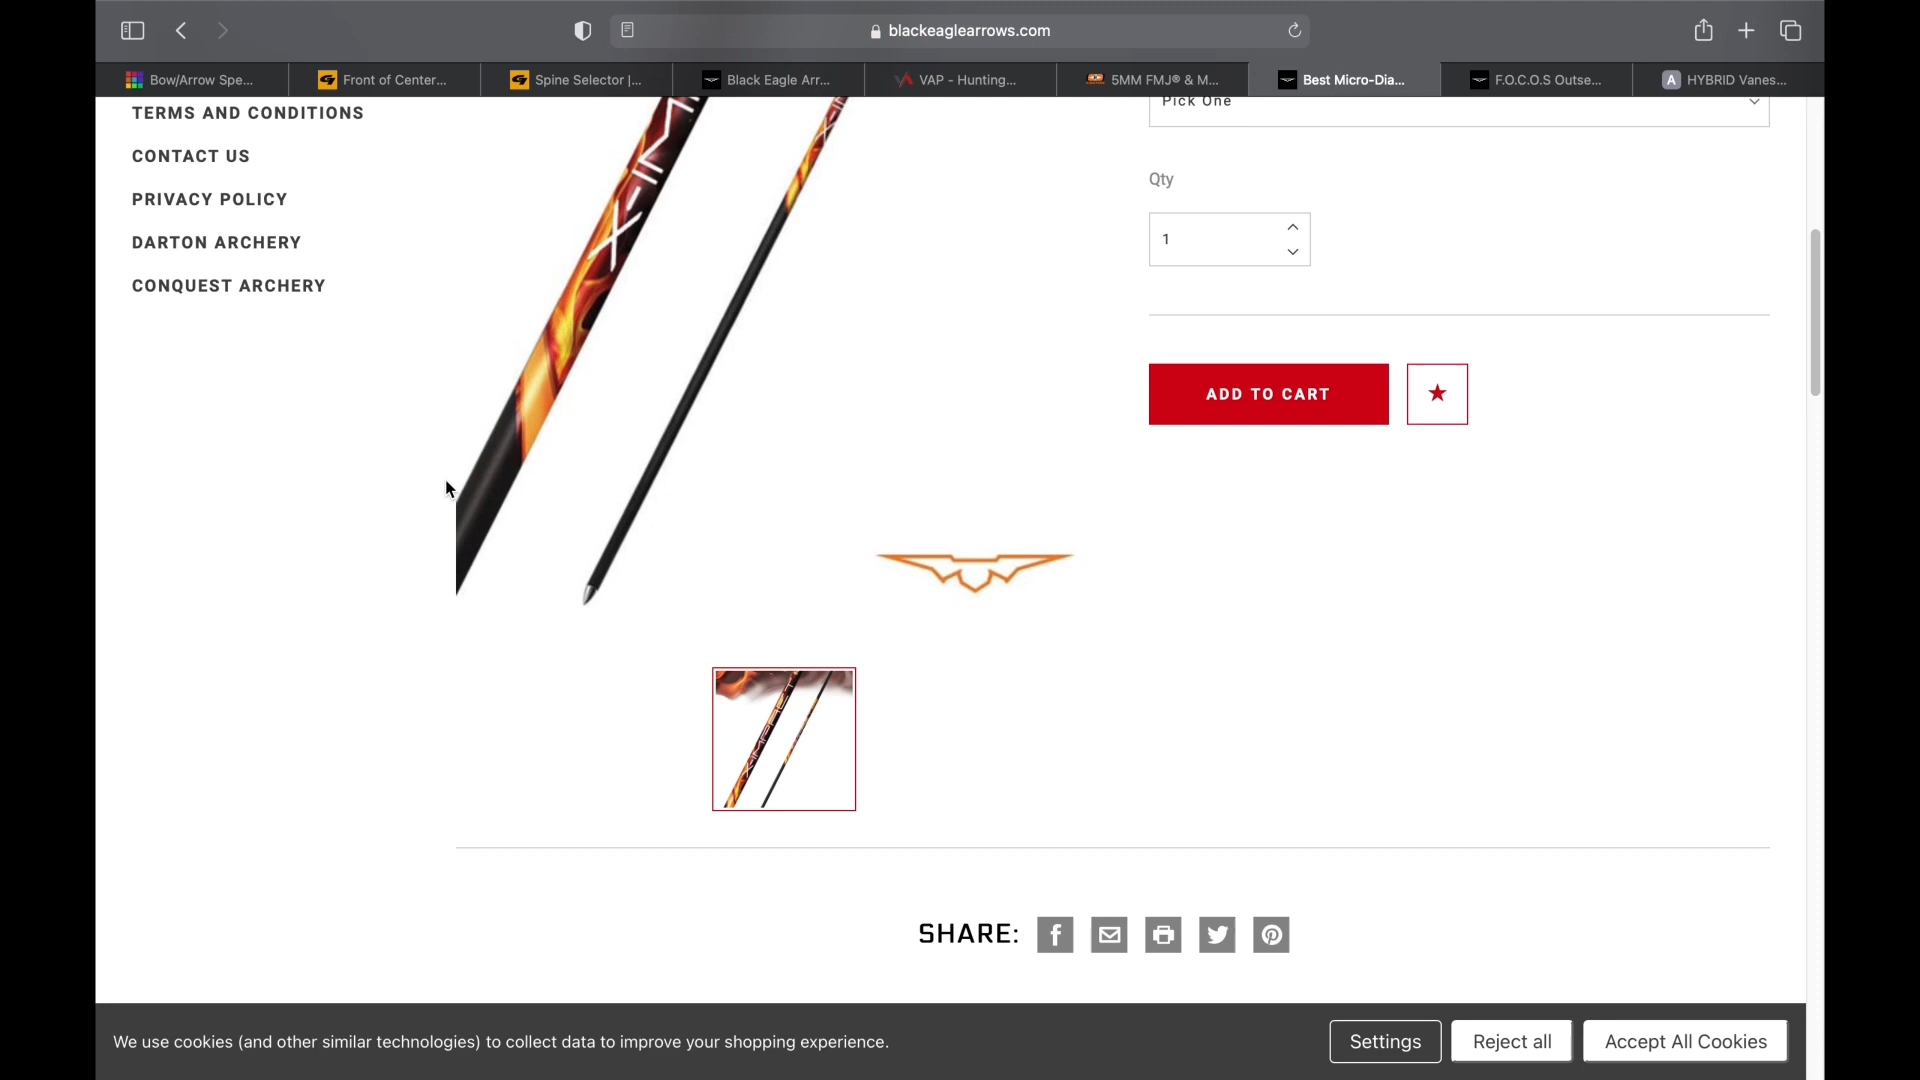 blackeaglearrows.com
Bow/Arrow Spe...
Front of Center...
Spine Selector |...
Black Eagle Arr...
VAP - Hunting...
5MM FMJ® & M...
Best Micro-Dia...
F.O.C.O.S Outse...
A HYBRID Vanes...
TERMS AND CONDITIONS
CONTACT US
PRIVACY POLICY
DARTON ARCHERY
CONQUEST ARCHERY
X-IM
X-I
Pick One
Qty
1
ADD TO CART
X-IMPACT
SHARE:
We use cookies (and other similar technologies) to collect data to improve your shopping experience.
Settings
Reject all
Accept All Cookies